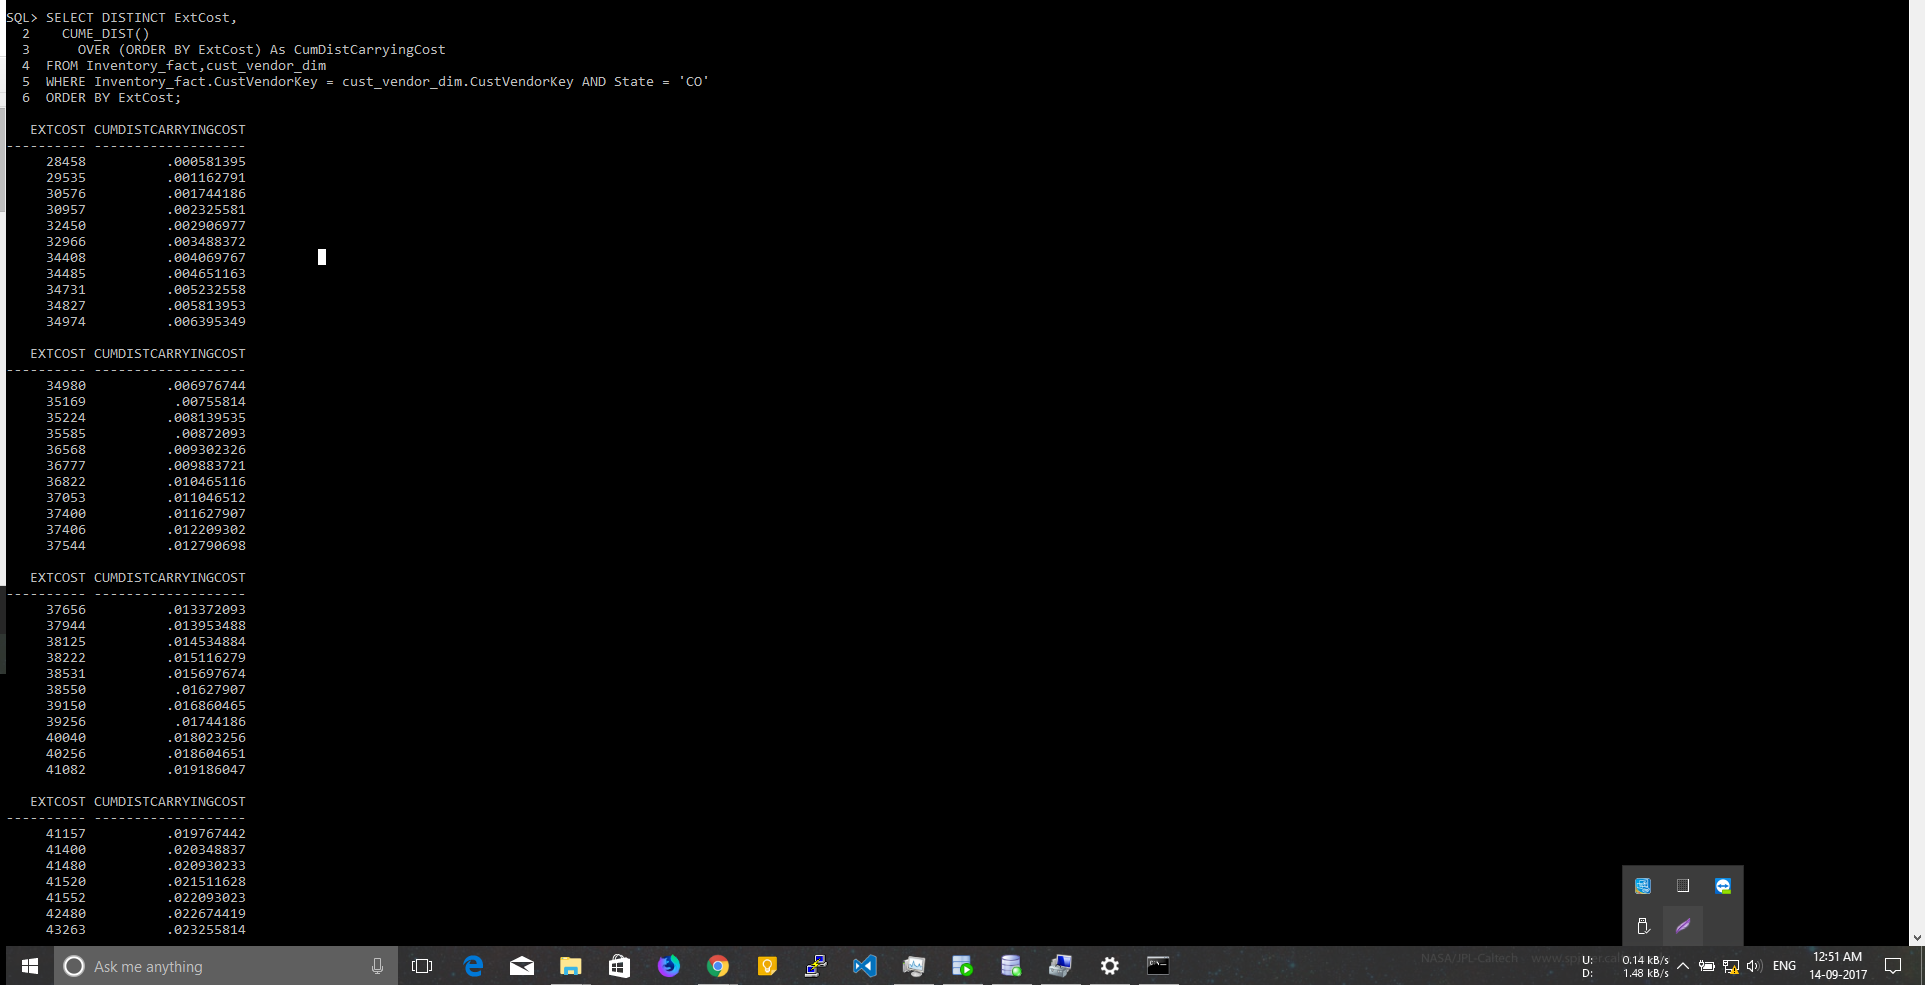 SQL> SELECT DISTINCT ExtCost,
2 CUME_DIST()
3 OVER (ORDER BY ExtCost) As CumDistCarryingCost
4 FROM Inventory_fact,cust_vendor_dim
5 WHERE Inventory_fact.CustVendorKey = cust_vendor_dim.CustVendorKey AND State = 'CO'
6 ORDER BY ExtCost;
EXTCOST CUMDISTCARRYINGCOST
---------- -------------------
28458 .000581395
29535 .001162791
30576 .001744186
30957 .002325581
32450 .002906977
32966 .003488372
34408 .004069767
34485 .004651163
34731 .005232558
34827 .005813953
34974 .006395349
EXTCOST CUMDISTCARRYINGCOST
---------- -------------------
34980 .006976744
35169 .00755814
35224 .008139535
35585 .00872093
36568 .009302326
36777 .009883721
36822 .010465116
37053 .011046512
37400 .011627907
37406 .012209302
37544 .012790698
EXTCOST CUMDISTCARRYINGCOST
---------- -------------------
37656 .013372093
37944 .013953488
38125 .014534884
38222 .015116279
38531 .015697674
38550 .01627907
39150 .016860465
39256 .01744186
40040 .018023256
40256 .018604651
41082 .019186047
EXTCOST CUMDISTCARRYINGCOST
---------- -------------------
41157 .019767442
41400 .020348837
41480 .020930233
41520 .021511628
41552 .022093023
42480 .022674419
43263 .023255814
Ask me anything
NASA/JPL-Caltech
U: 0.14 kB/s
D: 1.48 kB/s
ENG
12:51 AM
14-09-2017